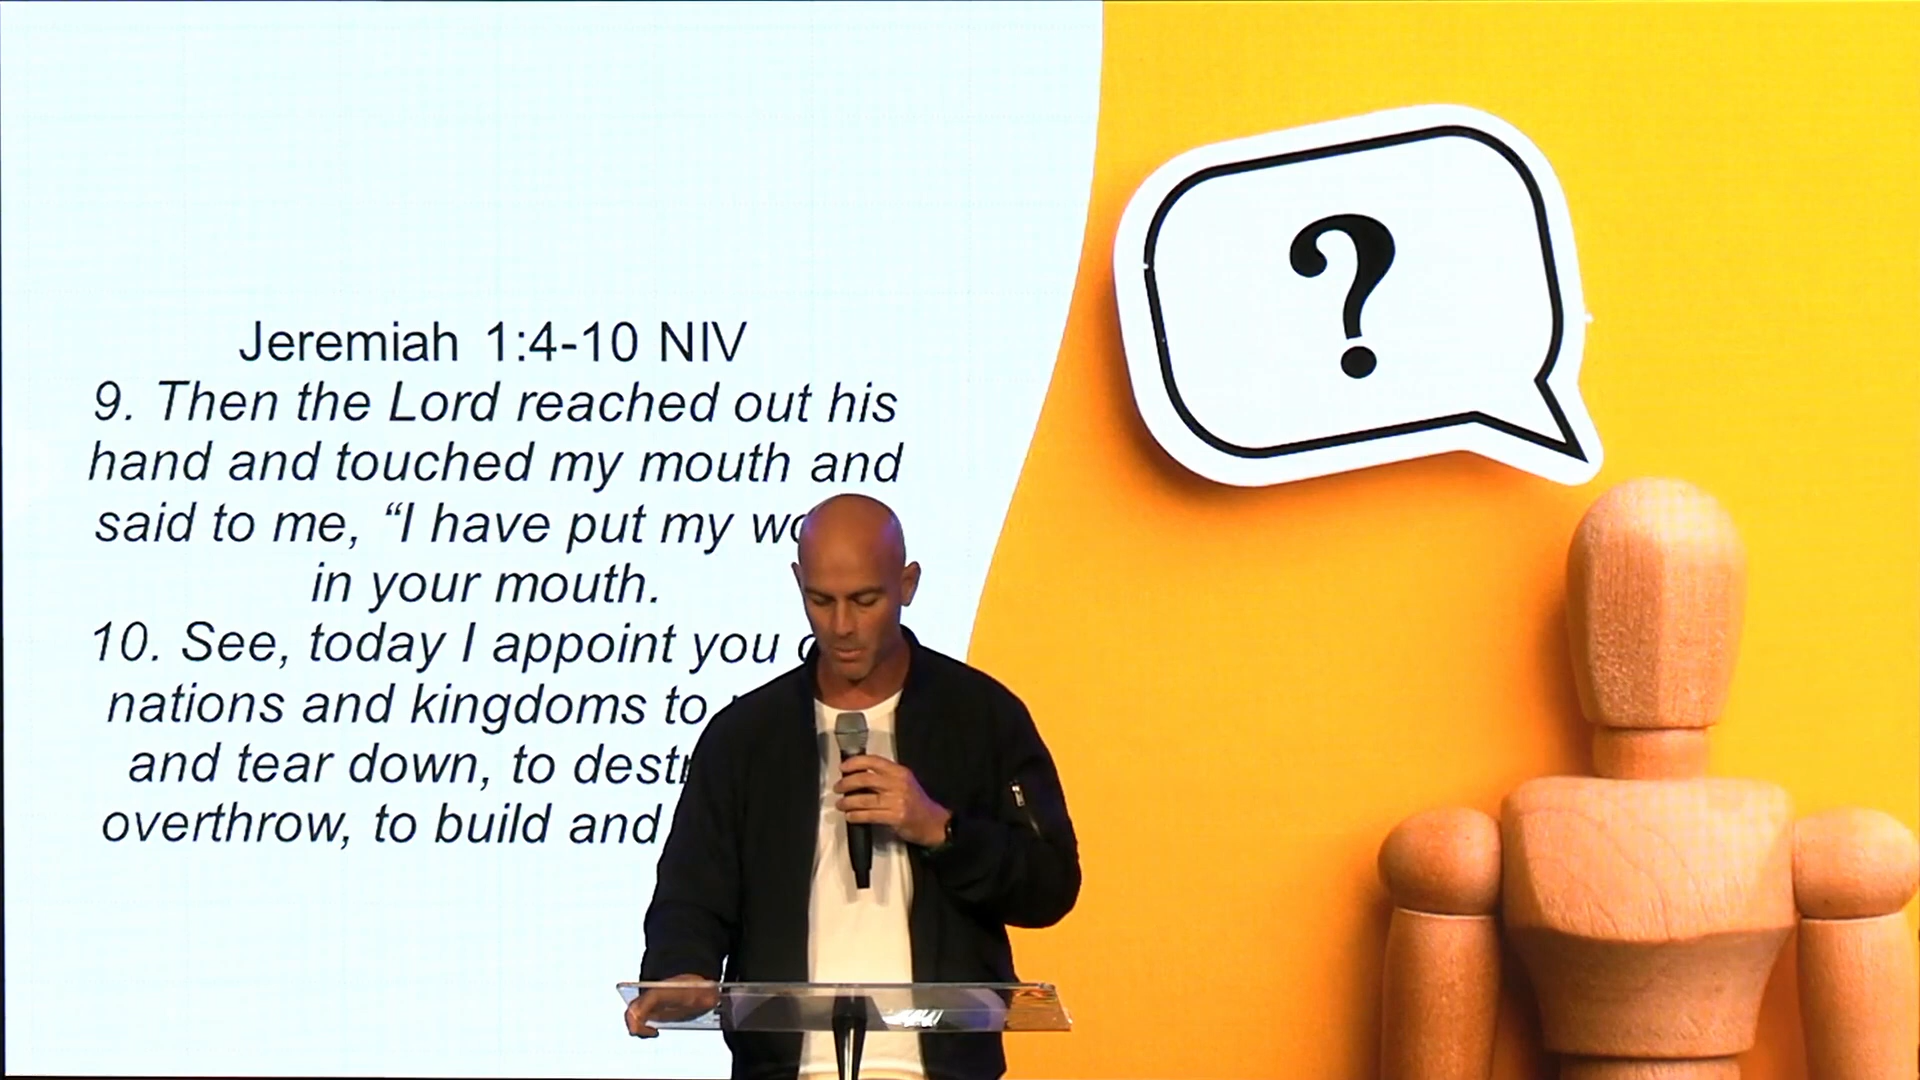 Jeremiah 1:4-10 NIV
9. Then the Lord reached out his
hand and touched my mouth and
said to me, “I have put my
in your mouth.
10. See, today I appoint you
nations and kingdoms to
and tear down, to
overthrow, to build and
?